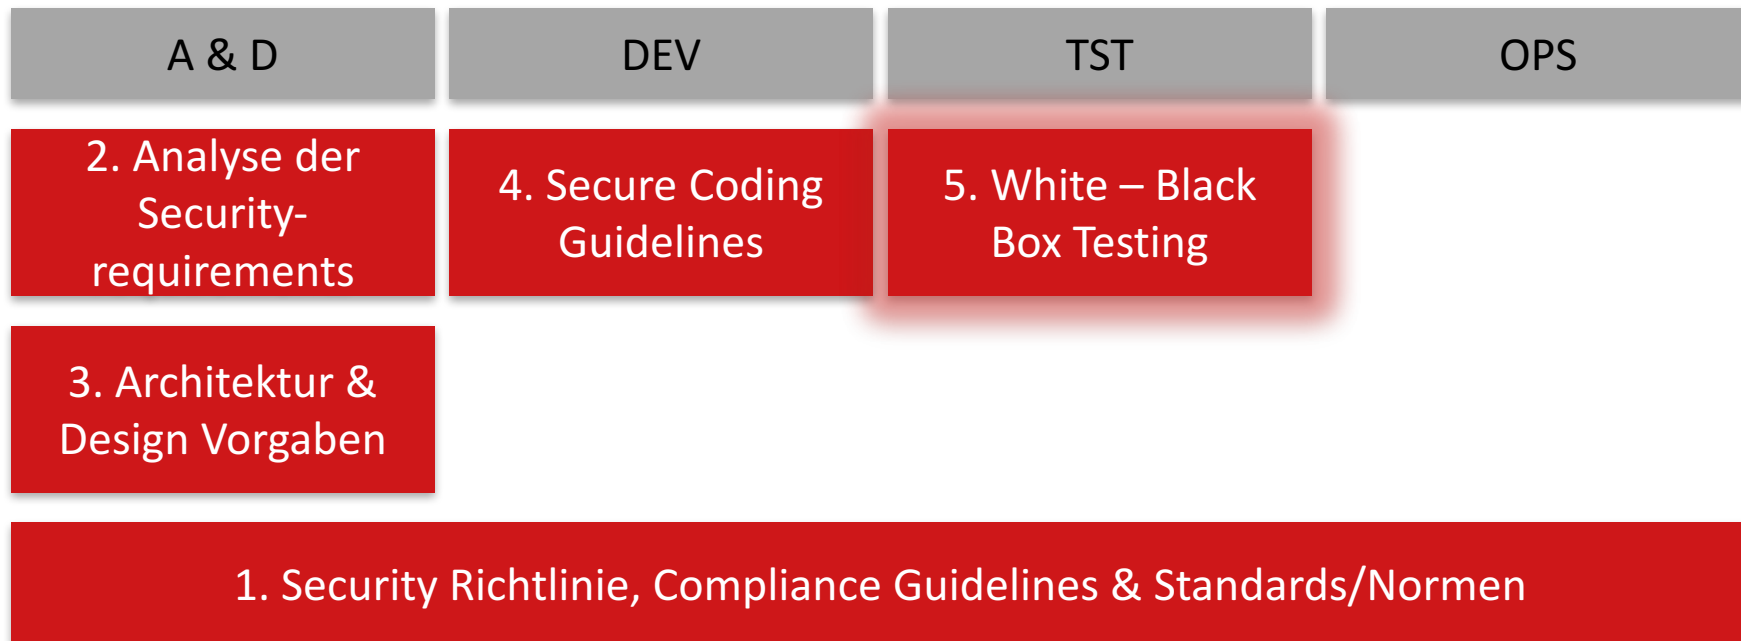 A & D
DEV
TST
OPS
2. Analyse der
Security-
requirements
4. Secure Coding
Guidelines
5. White – Black
Box Testing
3. Architektur &
Design Vorgaben
1. Security Richtlinie, Compliance Guidelines & Standards/Normen